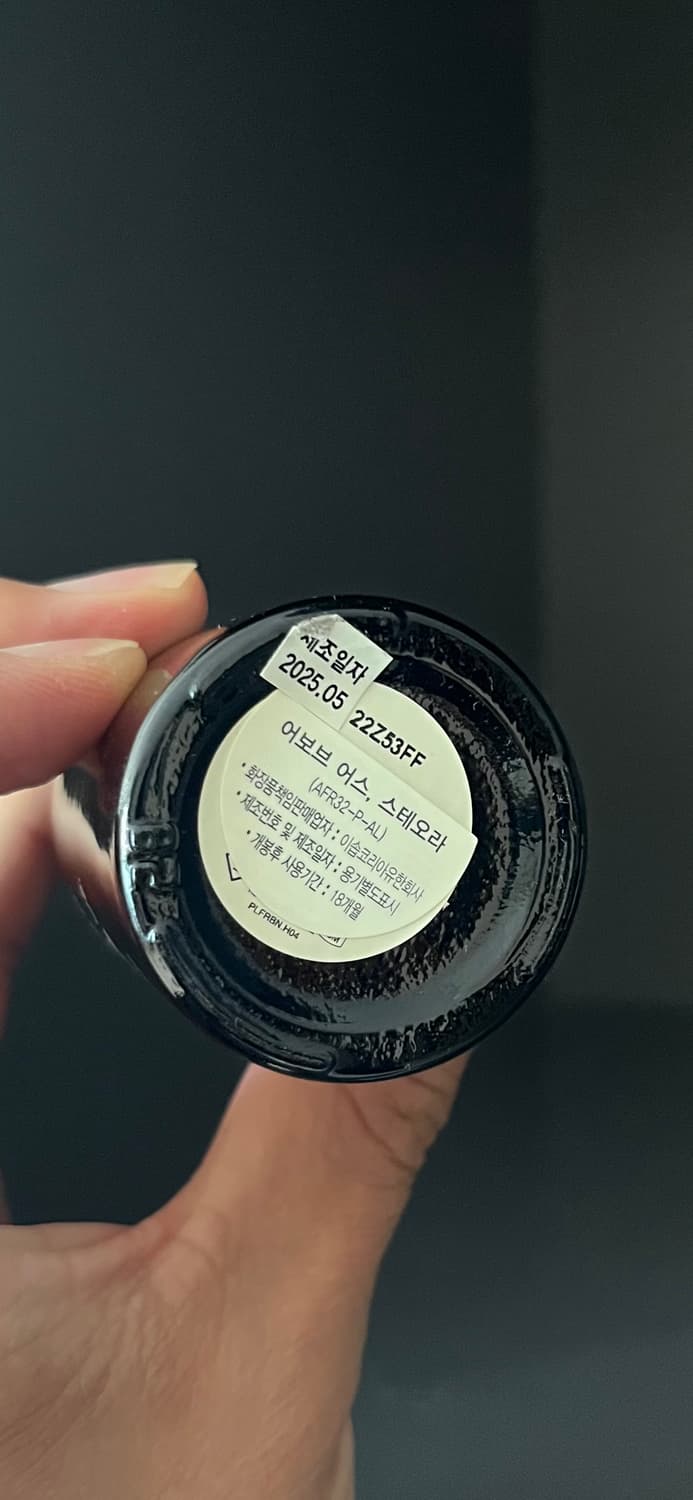 제조일자
2025.05
22Z53FF
어보브 어스, 스테오라
(AFR32-P-AL)
• 화장품책임판매업자 : 이솝코리아유한회사
• 제조번호 및 제조일자 : 용기별도표시
• 개봉후 사용기간 : 18개월
PLFRBN.H04